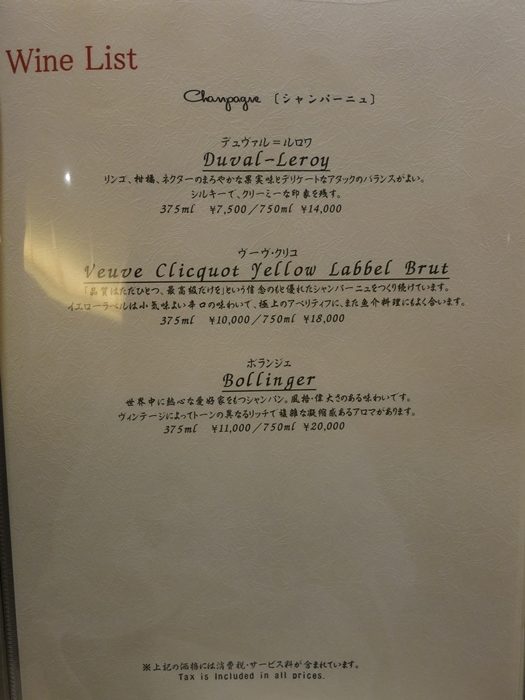 Wine List
Champagne 〔シャンパーニュ〕
デュヴァル=ルロワ
Duval-Leroy
リンゴ、柑橘、ネクターのまろやかな果実味とデリケートなアタックのバランスがよい。
シルキーで、クリーミーな印象を残す。
375ml ¥7,500/750ml ¥14,000
ヴーヴ・クリコ
Veuve Clicquot Yellow Labbel Brut
「品質はただひとつ、最高級だけを」という信念のもと優れたシャンパーニュをつくり続けています。
イエローラベルは小気味よい辛口の味わいで、極上のアペリティフに、また魚介料理にもよく合います。
375ml ¥10,000/750ml ¥18,000
ボランジェ
Bollinger
世界中に熱心な愛好家をもつシャンパン。風格・偉大さのある味わいです。
ヴィンテージによってトーンの異なるリッチで複雑な凝縮感あるアロマがあります。
375ml ¥11,000/750ml ¥20,000
※上記の価格には消費税・サービス料が含まれています。
Tax is Included in all prices.